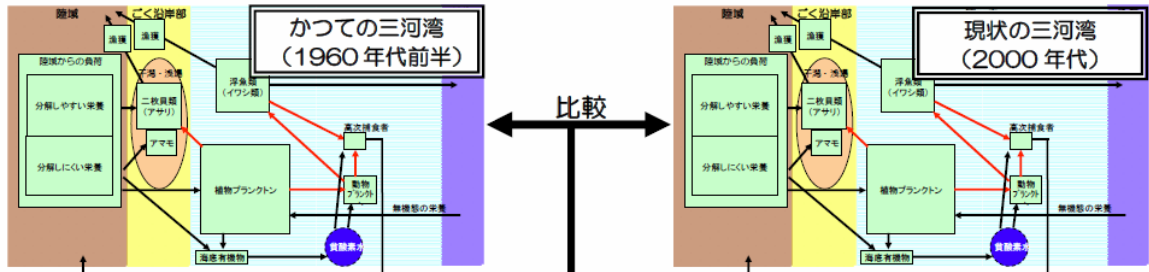 陸域
ごく沿岸部
かつての三河湾
(1960年代前半)
漁獲
漁獲
陸域からの負荷
干潟・浅場
分解しやすい栄養
二枚貝類
(アサリ)
浮魚類
(イワシ類)
高次捕食者
アマモ
分解しにくい栄養
植物プランクトン
動物
プランクト
無機態の栄養
貧酸素水
海底有機物
比較
陸域
ごく沿岸部
現状の三河湾
(2000年代)
漁獲
漁獲
陸域からの負荷
干潟・浅場
分解しやすい栄養
二枚貝類
(アサリ)
浮魚類
(イワシ類)
高次捕食者
アマモ
分解しにくい栄養
植物プランクトン
動物
プランクト
無機態の栄養
貧酸素水
海底有機物